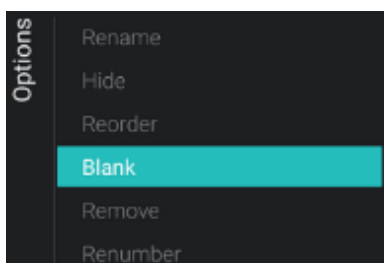 Options
Rename
Hide
Reorder
Blank
Remove
Renumber